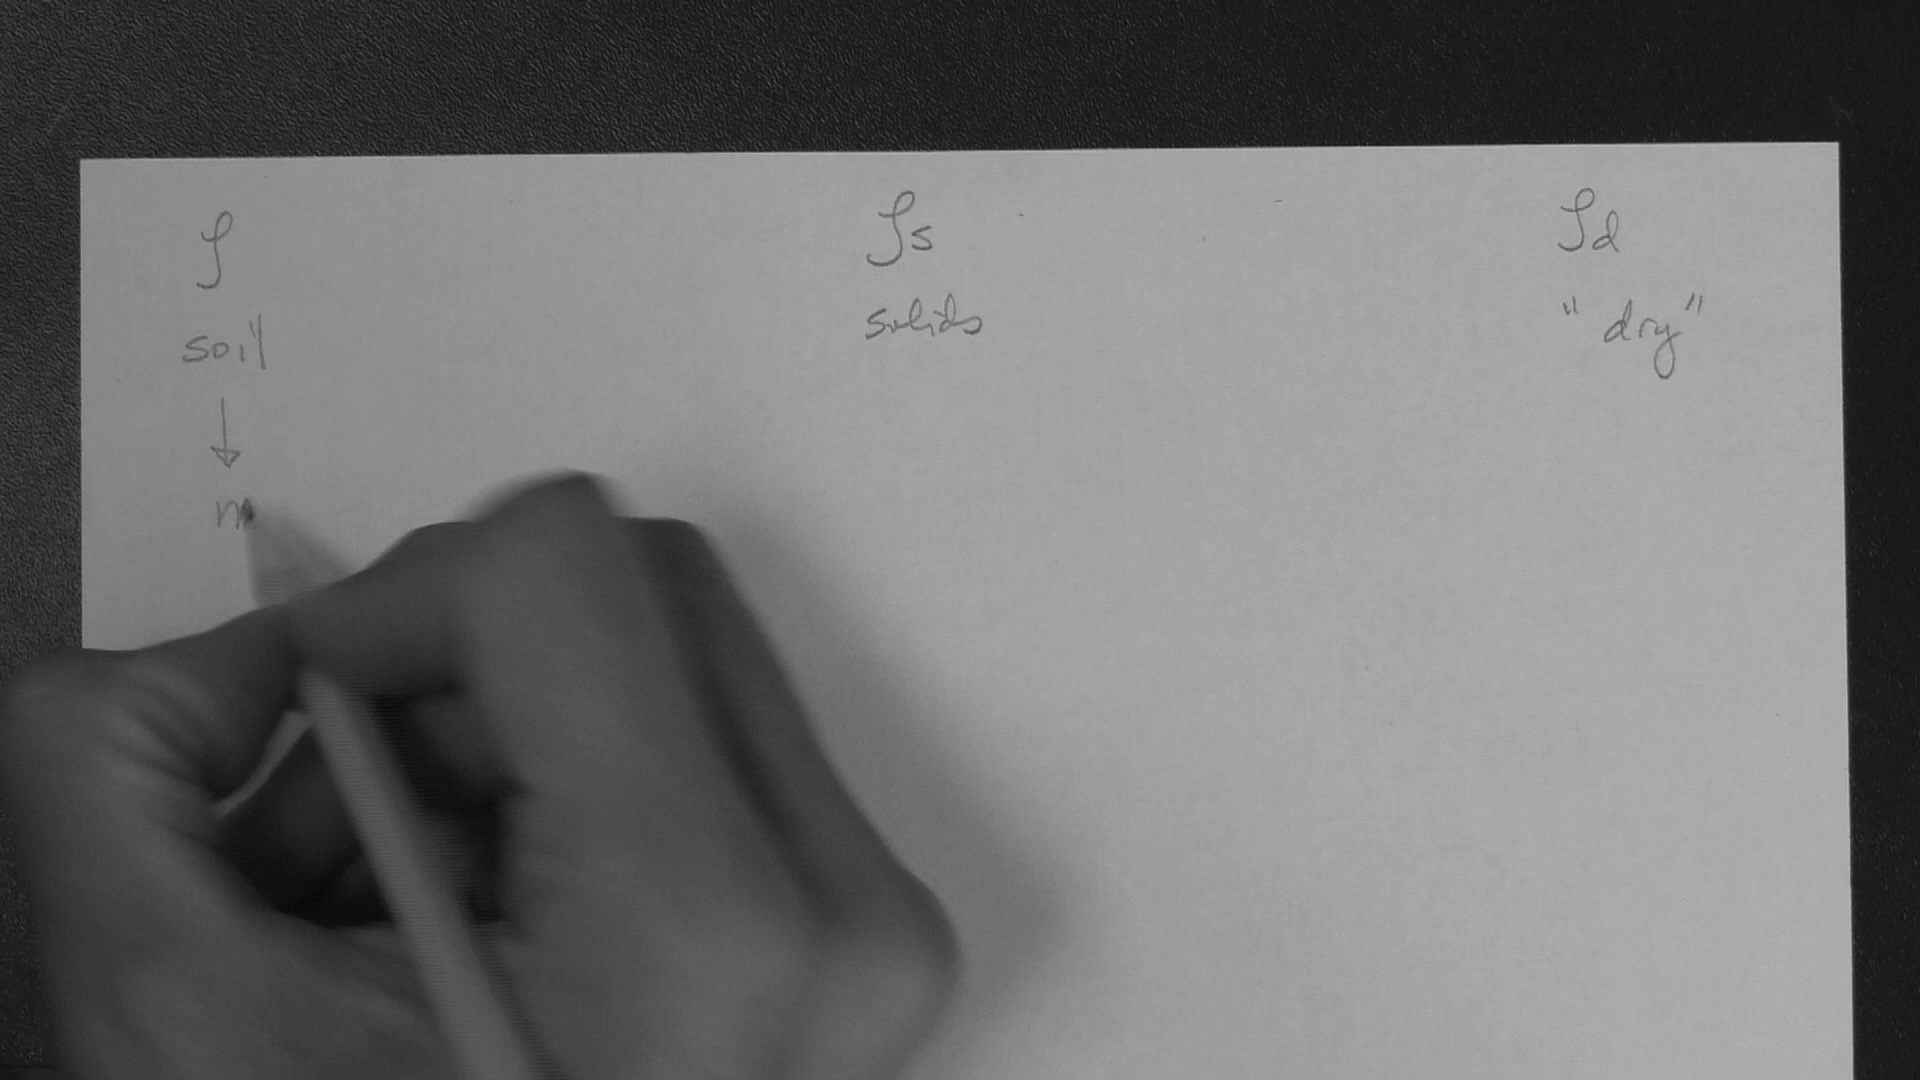 ρ ρs ρd
soil solids "dry"
↓
m